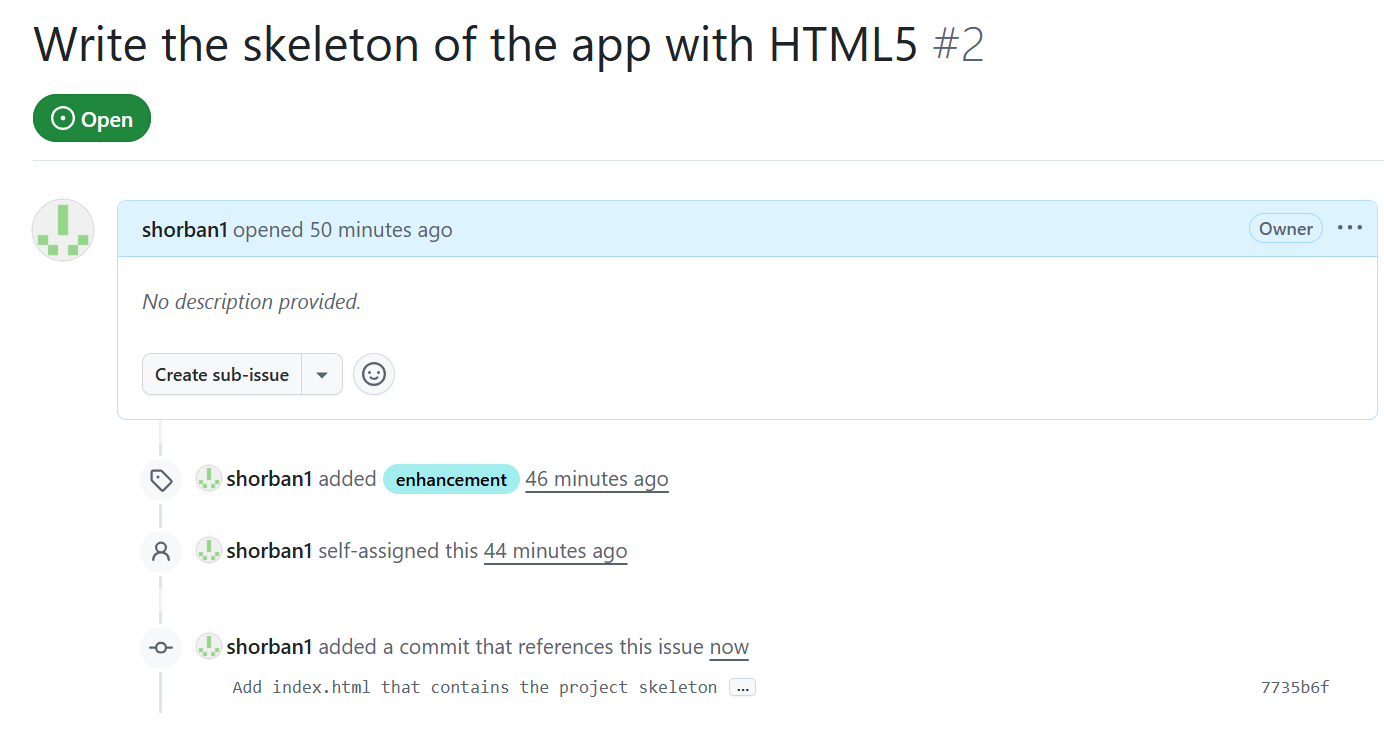 Write the skeleton of the app with HTML5 #2
Open
shorban1 opened 50 minutes ago
Owner
No description provided.
Create sub-issue
shorban1 added enhancement 46 minutes ago
shorban1 self-assigned this 44 minutes ago
shorban1 added a commit that references this issue now
Add index.html that contains the project skeleton ... 7735b6f